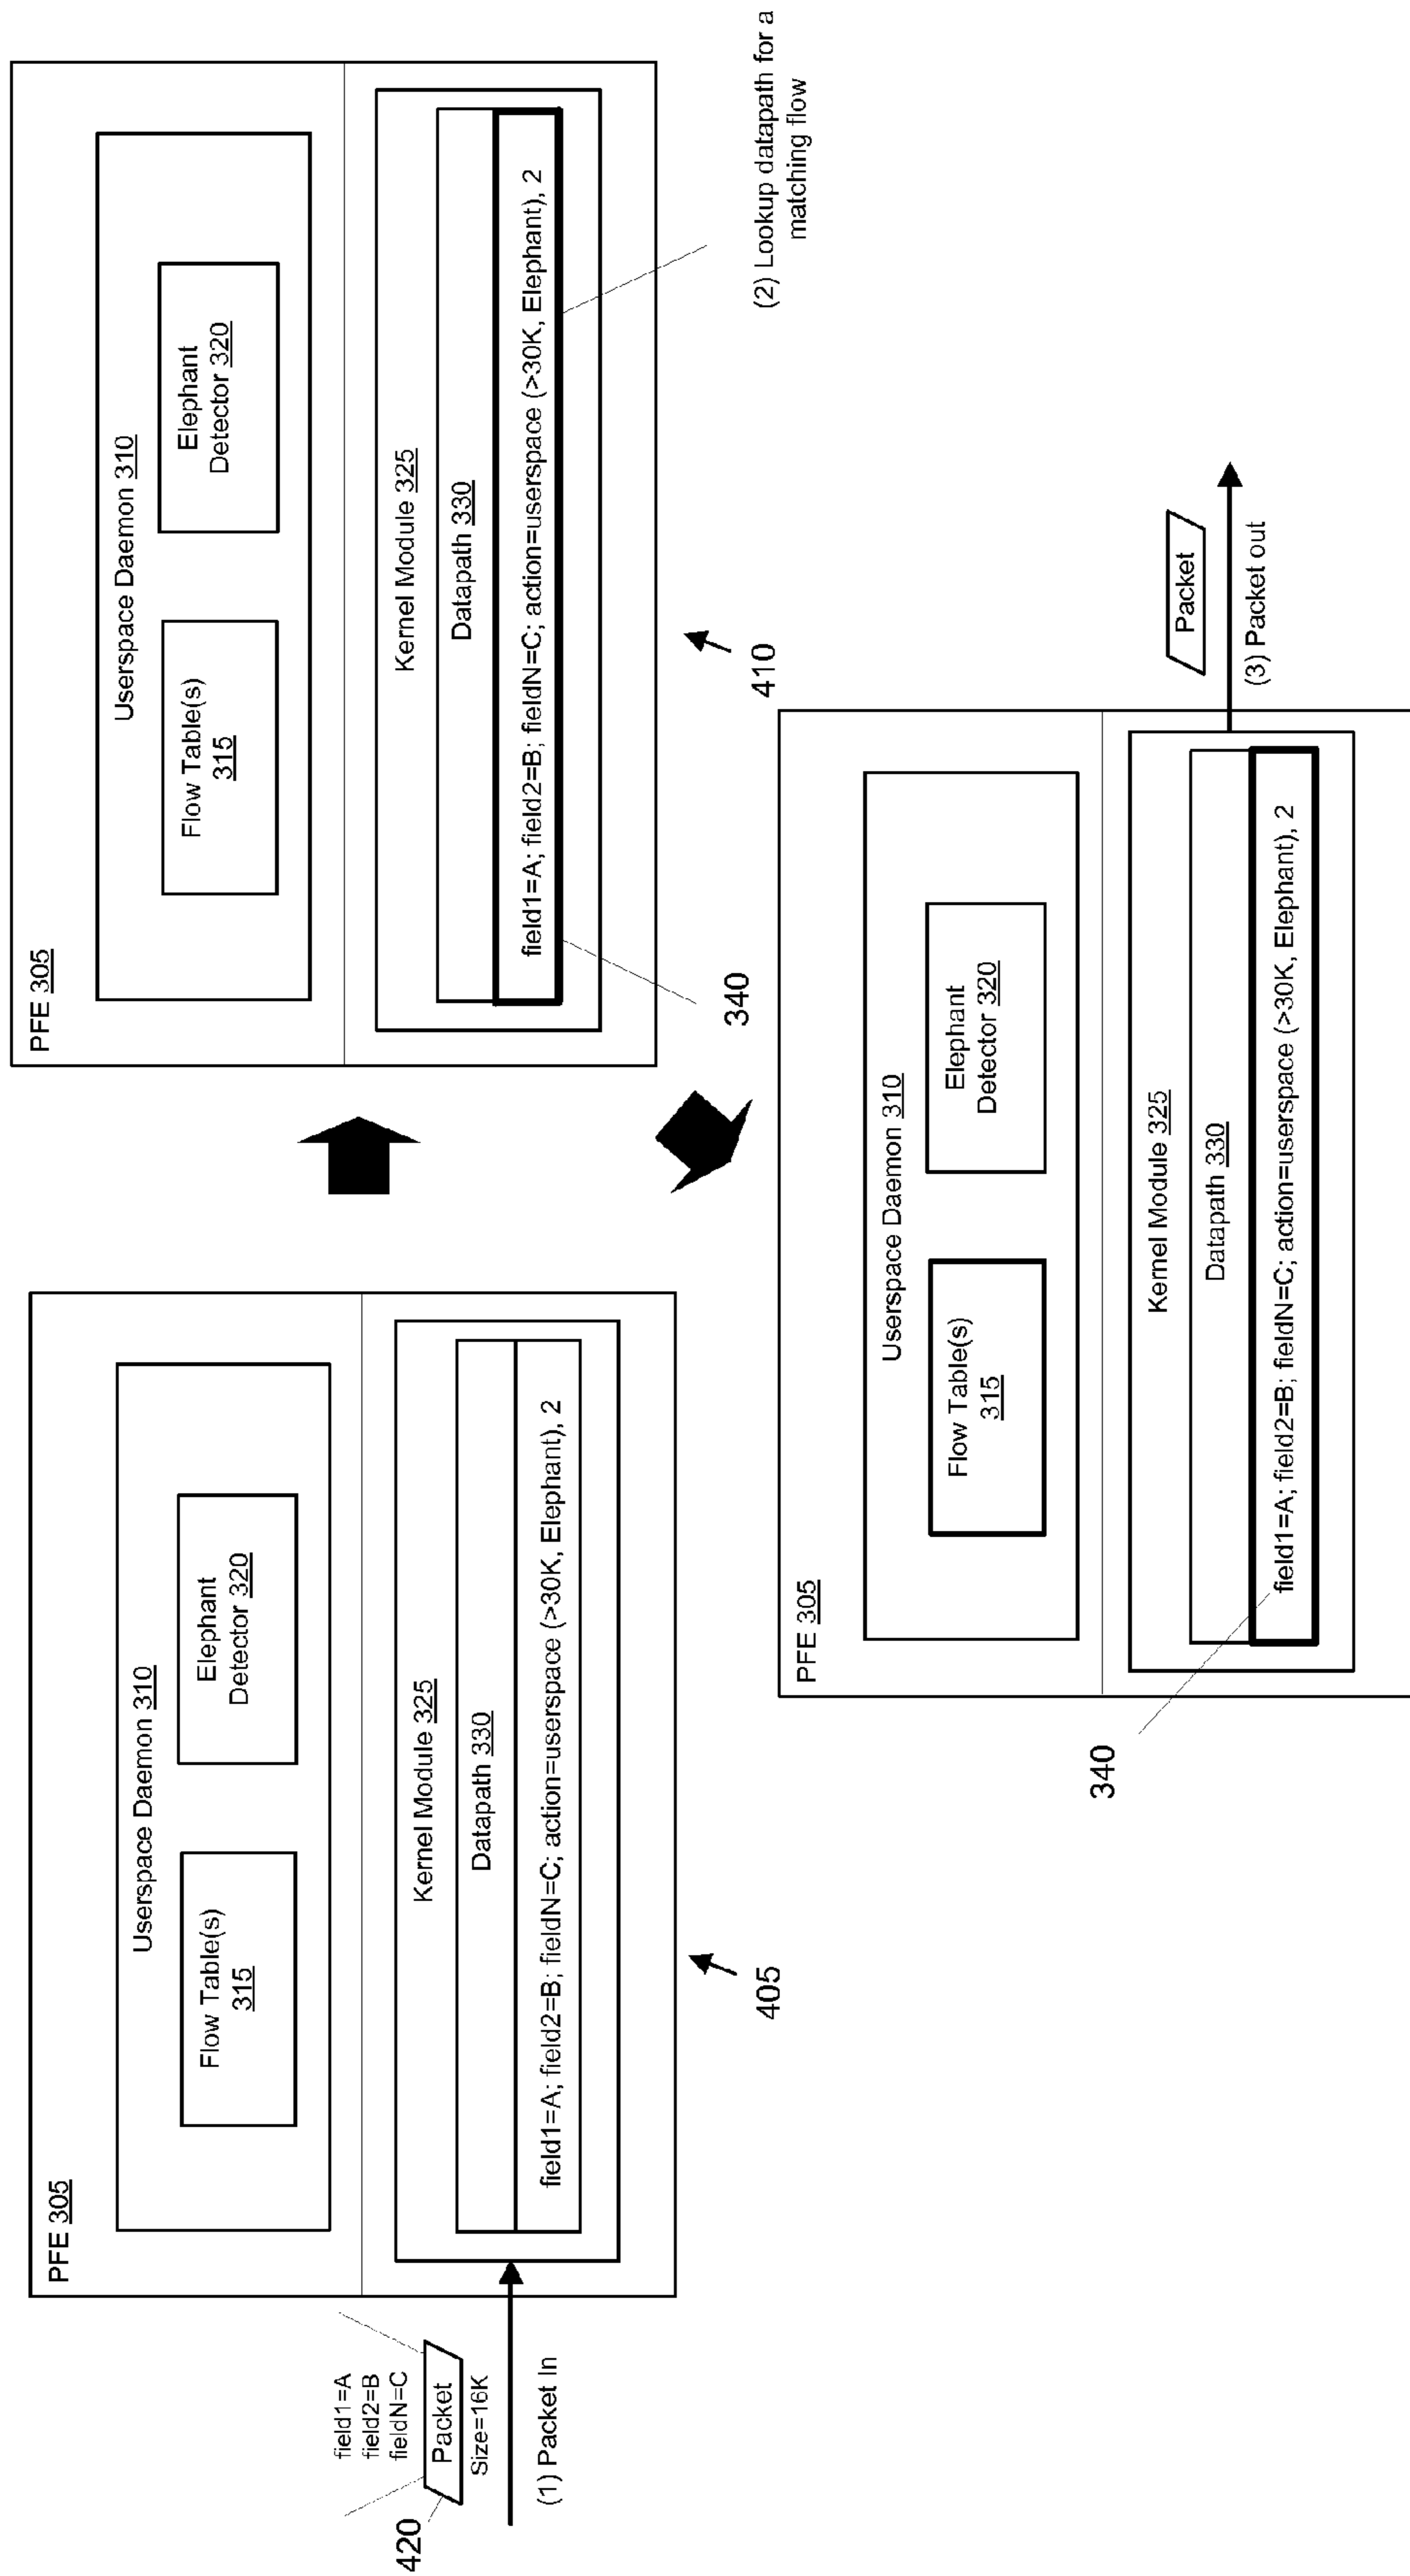 field1=A
field2=B
fieldN=C
420
Packet
Size=16K
(1) Packet In
PFE 305
Userspace Daemon 310
Flow Table(s)
315
Elephant
Detector 320
Kernel Module 325
Datapath 330
field1=A; field2=B; fieldN=C; action=userspace (>30K, Elephant), 2
405
PFE 305
Userspace Daemon 310
Flow Table(s)
315
Elephant
Detector 320
Kernel Module 325
Datapath 330
field1=A; field2=B; fieldN=C; action=userspace (>30K, Elephant), 2
340
410
(2) Lookup datapath for a
matching flow
PFE 305
Userspace Daemon 310
Flow Table(s)
315
Elephant
Detector 320
Kernel Module 325
Datapath 330
field1=A; field2=B; fieldN=C; action=userspace (>30K, Elephant), 2
340
Packet
(3) Packet out